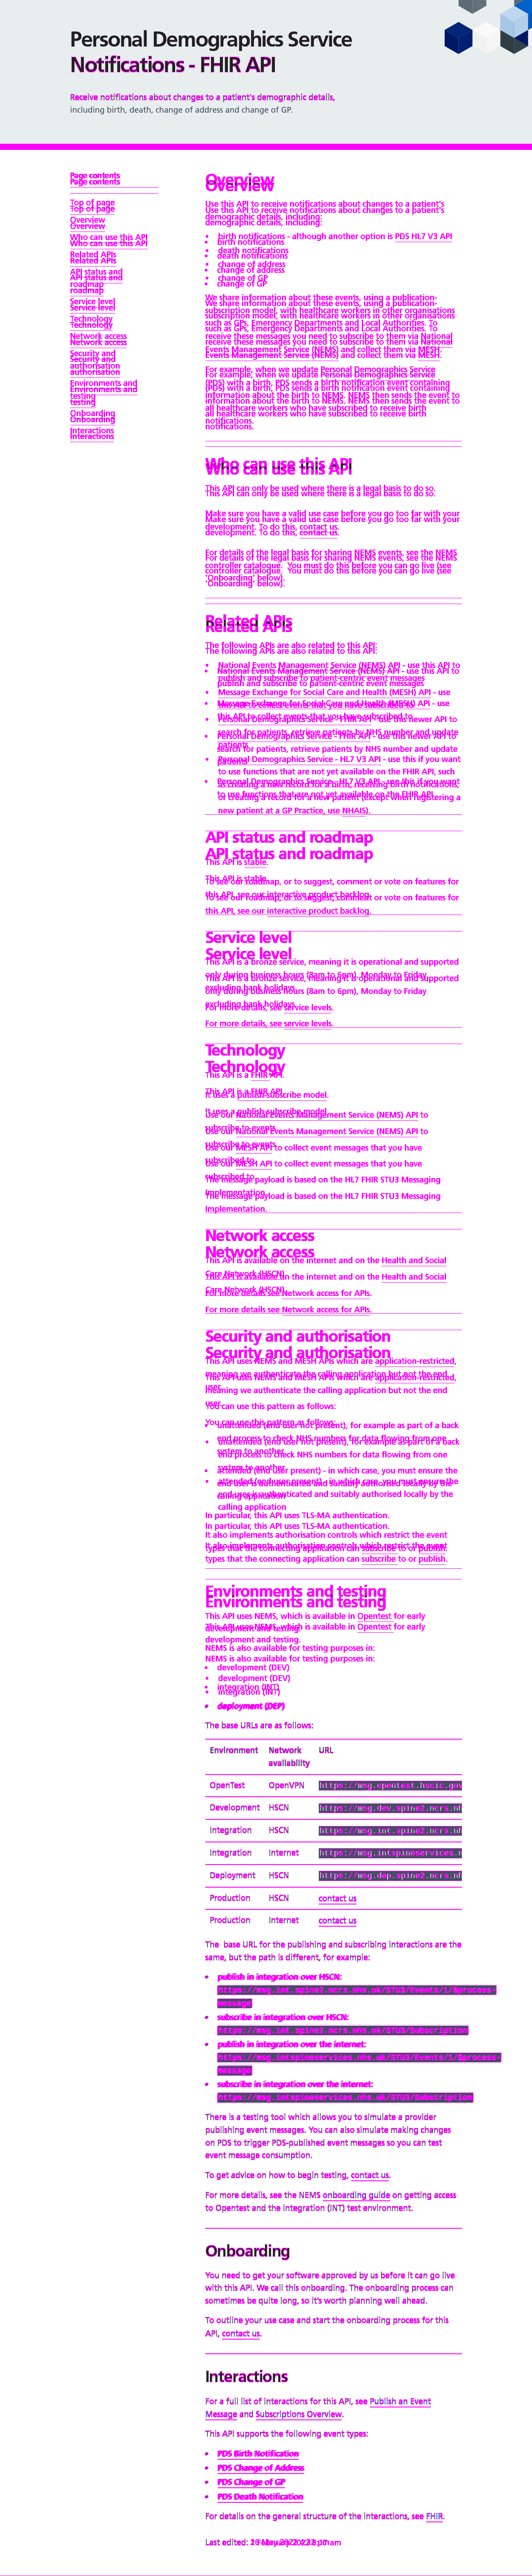 Personal Demographics Service
Notifications - FHIR API
Receive notifications about changes to a patient's demographic details,
including birth, death, change of address and change of GP.
Page contents
Top of page
Overview
Who can use this API
Related APIs
API status and
roadmap
Service level
Technology
Network access
Security and
authorisation
Environments and
testing
Onboarding
Interactions
Overview
Use this API to receive notifications about changes to a patient's
demographic details, including:
birth notifications - although another option is PDS HL7 V3 API
death notifications
change of address
change of GP
We share information about these events, using a publication-
subscription model, with healthcare workers in other organisations
such as GPs, Emergency Departments and Local Authorities. To
receive these messages you need to subscribe to them via National
Events Management Service (NEMS) and collect them via MESH.
For example, when we update Personal Demographics Service
(PDS) with a birth, PDS sends a birth notification event containing
information about the birth to NEMS. NEMS then sends the event to
all healthcare workers who have subscribed to receive birth
notifications.
Who can use this API
This API can only be used where there is a legal basis to do so.
Make sure you have a valid use case before you go too far with your
development. To do this, contact us.
For details of the legal basis for sharing NEMS events, see the NEMS
controller catalogue. You must do this before you can go live (see
'Onboarding' below).
Related APIs
The following APIs are also related to this API:
National Events Management Service (NEMS) API - use this API to
publish and subscribe to patient-centric event messages
Message Exchange for Social Care and Health (MESH) API - use
this API to collect events that you have subscribed to
Personal Demographics Service - FHIR API - use this newer API to
search for patients, retrieve patients by NHS number and update
patients
Personal Demographics Service - HL7 V3 API - use this if you want
to use functions that are not yet available on the FHIR API, such
as creating a new record for a birth, receiving birth notifications,
or creating a record for a new patient (except when registering a
new patient at a GP Practice, use NHAIS).
API status and roadmap
This API is stable.
To see our roadmap, or to suggest, comment or vote on features for
this API, see our interactive product backlog.
Service level
This API is a bronze service, meaning it is operational and supported
only during business hours (8am to 6pm), Monday to Friday
excluding bank holidays.
For more details, see service levels.
Technology
This API is a FHIR API.
It uses a publish-subscribe model.
Use our National Events Management Service (NEMS) API to
subscribe to events.
Use our MESH API to collect event messages that you have
subscribed to.
The message payload is based on the HL7 FHIR STU3 Messaging
Implementation.
Network access
This API is available on the internet and on the Health and Social
Care Network (HSCN).
For more details see Network access for APIs.
Security and authorisation
This API uses NEMS and MESH APIs which are application-restricted,
meaning we authenticate the calling application but not the end
user.
You can use this pattern as follows:
unattended (end user not present), for example as part of a back
end process to check NHS numbers for data flowing from one
system to another
attended (end user present) - in which case, you must ensure the
end user is authenticated and suitably authorised locally by the
calling application
In particular, this API uses TLS-MA authentication.
It also implements authorisation controls which restrict the event
types that the connecting application can subscribe to or publish.
Environments and testing
This API uses NEMS, which is available in Opentest for early
development and testing.
NEMS is also available for testing purposes in:
development (DEV)
integration (INT)
deployment (DEP)
The base URLs are as follows:
Environment Network availability URL
OpenTest OpenVPN https://msg.opentest.hscic.gov
Development HSCN https://msg.dev.spine2.ncrs.nh
Integration HSCN https://msg.int.spine2.ncrs.nh
Integration Internet https://msg.intspineservices.n
Deployment HSCN https://msg.dep.spine2.ncrs.nh
Production HSCN contact us
Production Internet contact us
The base URL for the publishing and subscribing interactions are the
same, but the path is different, for example:
publish in integration over HSCN:
https://msg.int.spine2.ncrs.nhs.uk/STU3/Events/1/$process-
message
subscribe in integration over HSCN:
https://msg.int.spine2.ncrs.nhs.uk/STU3/Subscription
publish in integration over the internet:
https://msg.intspineservices.nhs.uk/STU3/Events/1/$process-
message
subscribe in integration over the internet:
https://msg.intspineservices.nhs.uk/STU3/Subscription
There is a testing tool which allows you to simulate a provider
publishing event messages. You can also simulate making changes
on PDS to trigger PDS-published event messages so you can test
event message consumption.
To get advice on how to begin testing, contact us.
For more details, see the NEMS onboarding guide on getting access
to Opentest and the integration (INT) test environment.
Onboarding
You need to get your software approved by us before it can go live
with this API. We call this onboarding. The onboarding process can
sometimes be quite long, so it's worth planning well ahead.
To outline your use case and start the onboarding process for this
API, contact us.
Interactions
For a full list of interactions for this API, see Publish an Event
Message and Subscriptions Overview.
This API supports the following event types:
PDS Birth Notification
PDS Change of Address
PDS Change of GP
PDS Death Notification
For details on the general structure of the interactions, see FHIR.
Last edited: